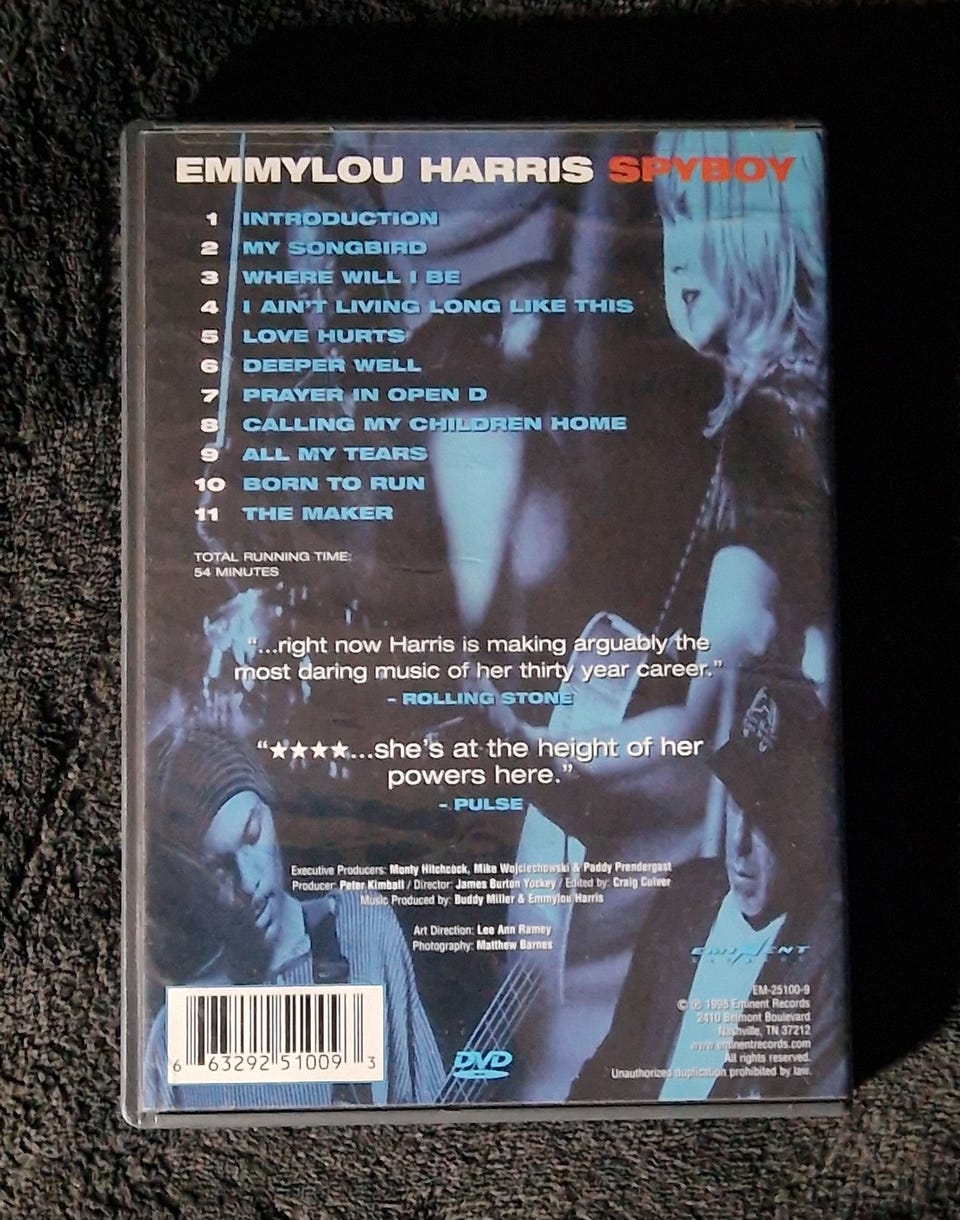 EMMYLOU HARRIS SPYBOY
1 INTRODUCTION
2 MY SONGBIRD
3 WHERE WILL I BE
4 I AIN'T LIVING LONG LIKE THIS
5 LOVE HURTS
6 DEEPER WELL
7 PRAYER IN OPEN D
8 CALLING MY CHILDREN HOME
9 ALL MY TEARS
10 BORN TO RUN
11 THE MAKER
TOTAL RUNNING TIME:
54 MINUTES
"...right now Harris is making arguably the
most daring music of her thirty year career."
- ROLLING STONE
"★★★★...she's at the height of her
powers here."
- PULSE
Executive Producers: Monty Hitchcock, Mike Wojciechowski & Paddy Prendergast
Producer: Peter Kimball / Director: James Burton Yockey / Edited by: Craig Culver
Music Produced by: Buddy Miller & Emmylou Harris
Art Direction: Lee Ann Ramey
Photography: Matthew Barnes
EMINENT
EM-25100-9
© ℗ 1998 Eminent Records
2410 Belmont Boulevard
Nashville, TN 37212
www.eminentrecords.com
All rights reserved.
Unauthorized duplication prohibited by law.
6 63292 51009 3
DVD